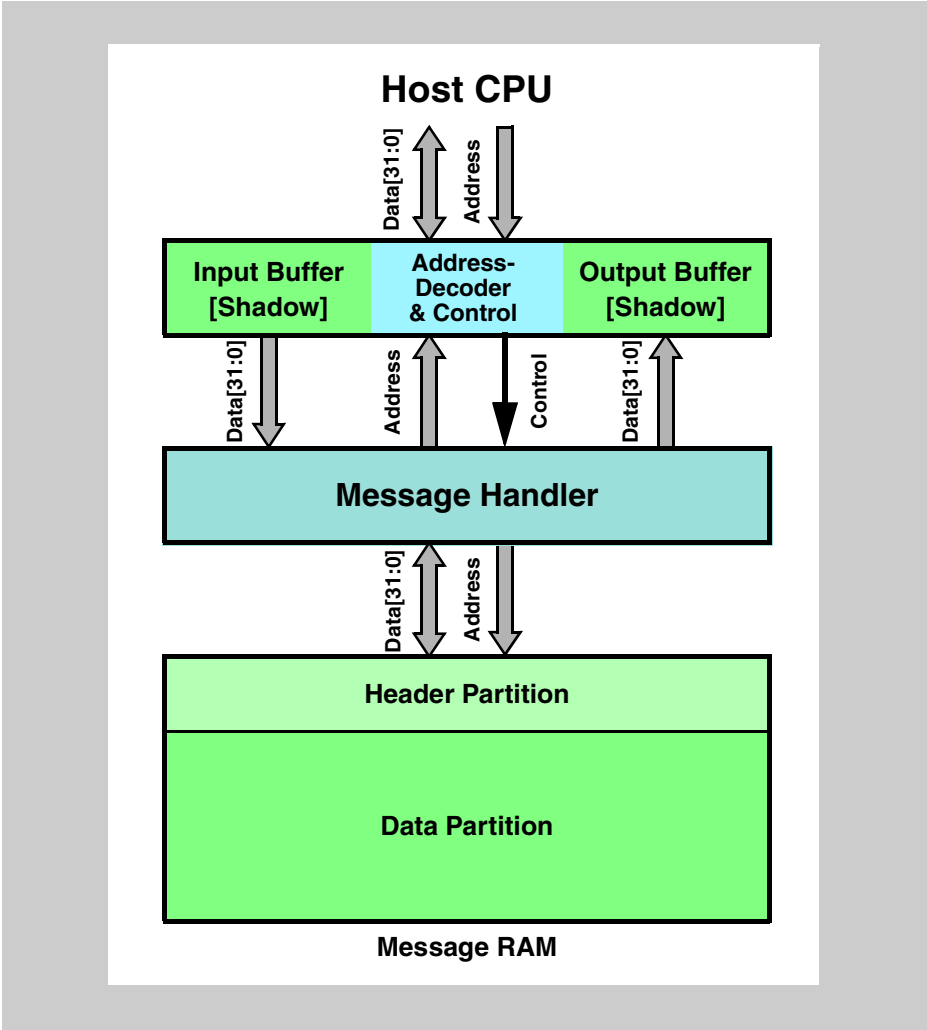 Host CPU
Data[31:0]
Address
Input Buffer
[Shadow]
Address-
Decoder
& Control
Output Buffer
[Shadow]
Data[31:0]
Address
Control
Data[31:0]
Message Handler
Data[31:0]
Address
Header Partition
Data Partition
Message RAM